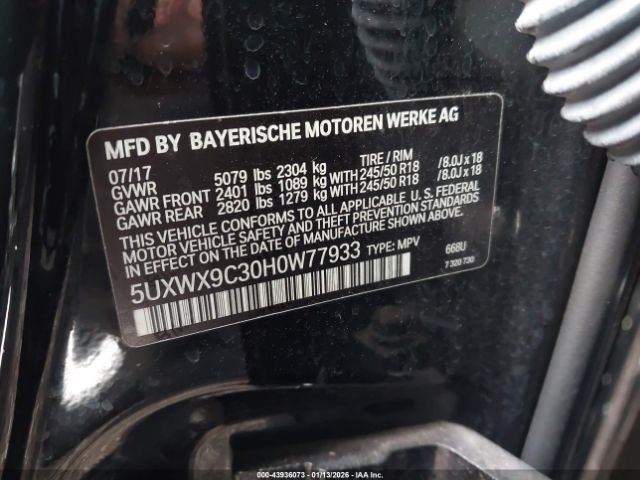 MFD BY BAYERISCHE MOTOREN WERKE AG
07/17 TIRE / RIM
GVWR 5079 lbs 2304 kg
GAWR FRONT 2401 lbs 1089 kg WITH 245/50 R18 /8.0J x 18
GAWR REAR 2820 lbs 1279 kg WITH 245/50 R18 /8.0J x 18
THIS VEHICLE CONFORMS TO ALL APPLICABLE U. S. FEDERAL
MOTOR VEHICLE SAFETY AND THEFT PREVENTION STANDARDS
IN EFFECT ON THE DATE OF MANUFACTURE SHOWN ABOVE.
5UXWX9C30H0W77933 TYPE: MPV 668U
7 320 730
000-43936073 - 01/13/2026 - IAAI.COM